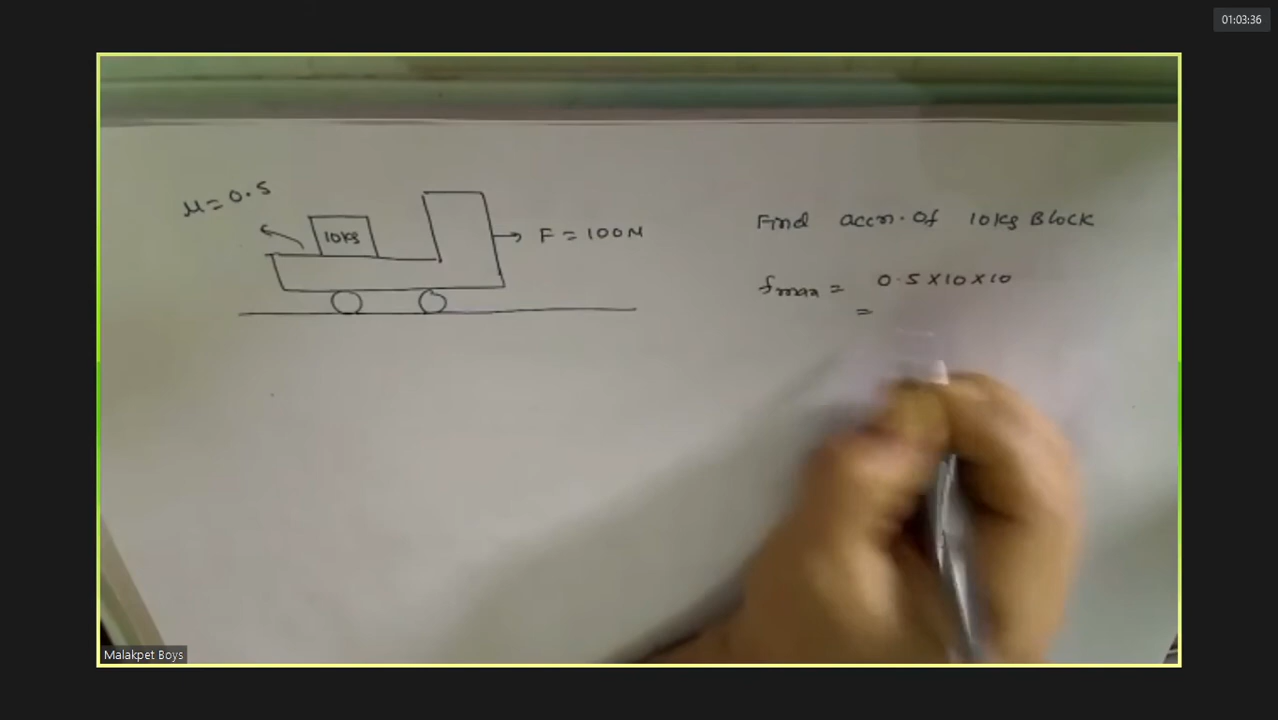 01:03:36
μ = 0.5
10kg
F = 100N
Find accn. Of 10kg Block
fmax = 0.5 x 10 x 10
=
Malakpet Boys